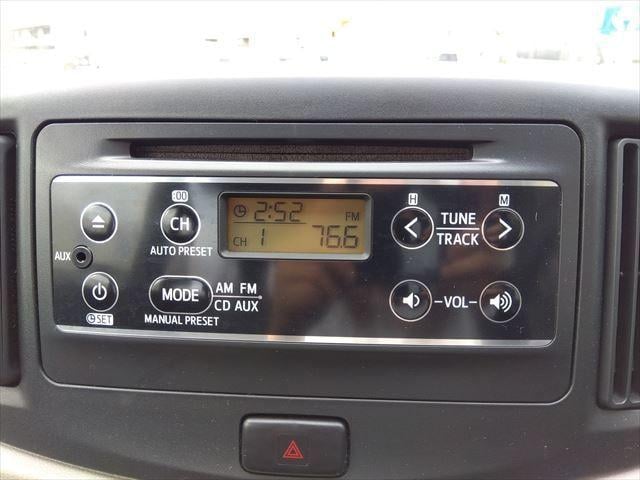 :00
H
M
CH
AUTO PRESET
2:52
FM
CH 1 76.6
TUNE
TRACK
AUX
MODE
AM FM
CD AUX
MANUAL PRESET
SET
-VOL-